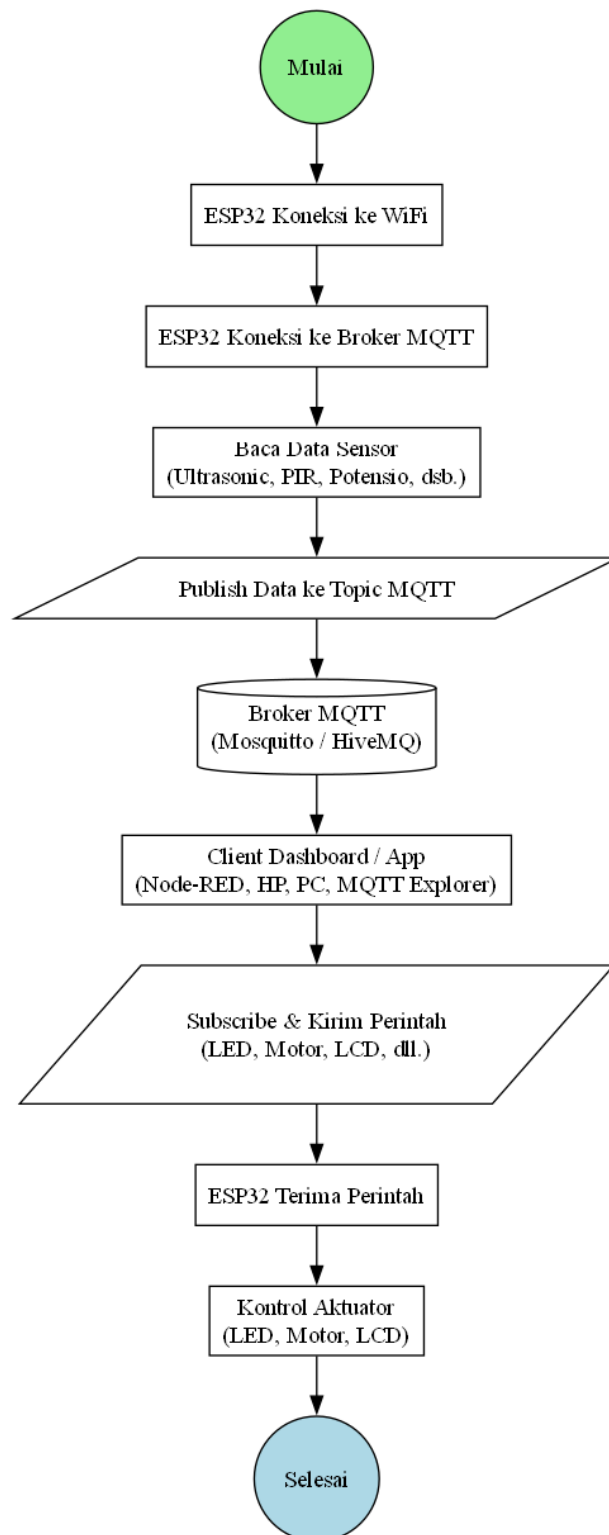 Mulai
ESP32 Koneksi ke WiFi
ESP32 Koneksi ke Broker MQTT
Baca Data Sensor
(Ultrasonic, PIR, Potensio, dsb.)
Publish Data ke Topic MQTT
Broker MQTT
(Mosquitto / HiveMQ)
Client Dashboard / App
(Node-RED, HP, PC, MQTT Explorer)
Subscribe & Kirim Perintah
(LED, Motor, LCD, dll.)
ESP32 Terima Perintah
Kontrol Aktuator
(LED, Motor, LCD)
Selesai